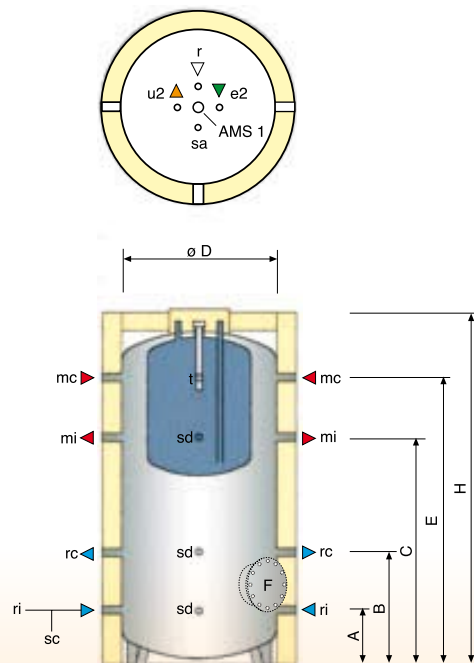 r
u2 e2
AMS 1
sa
ø D
mc t mc
mi sd mi
rc sd rc
F
ri sd ri
sc
A
B
C
E
H